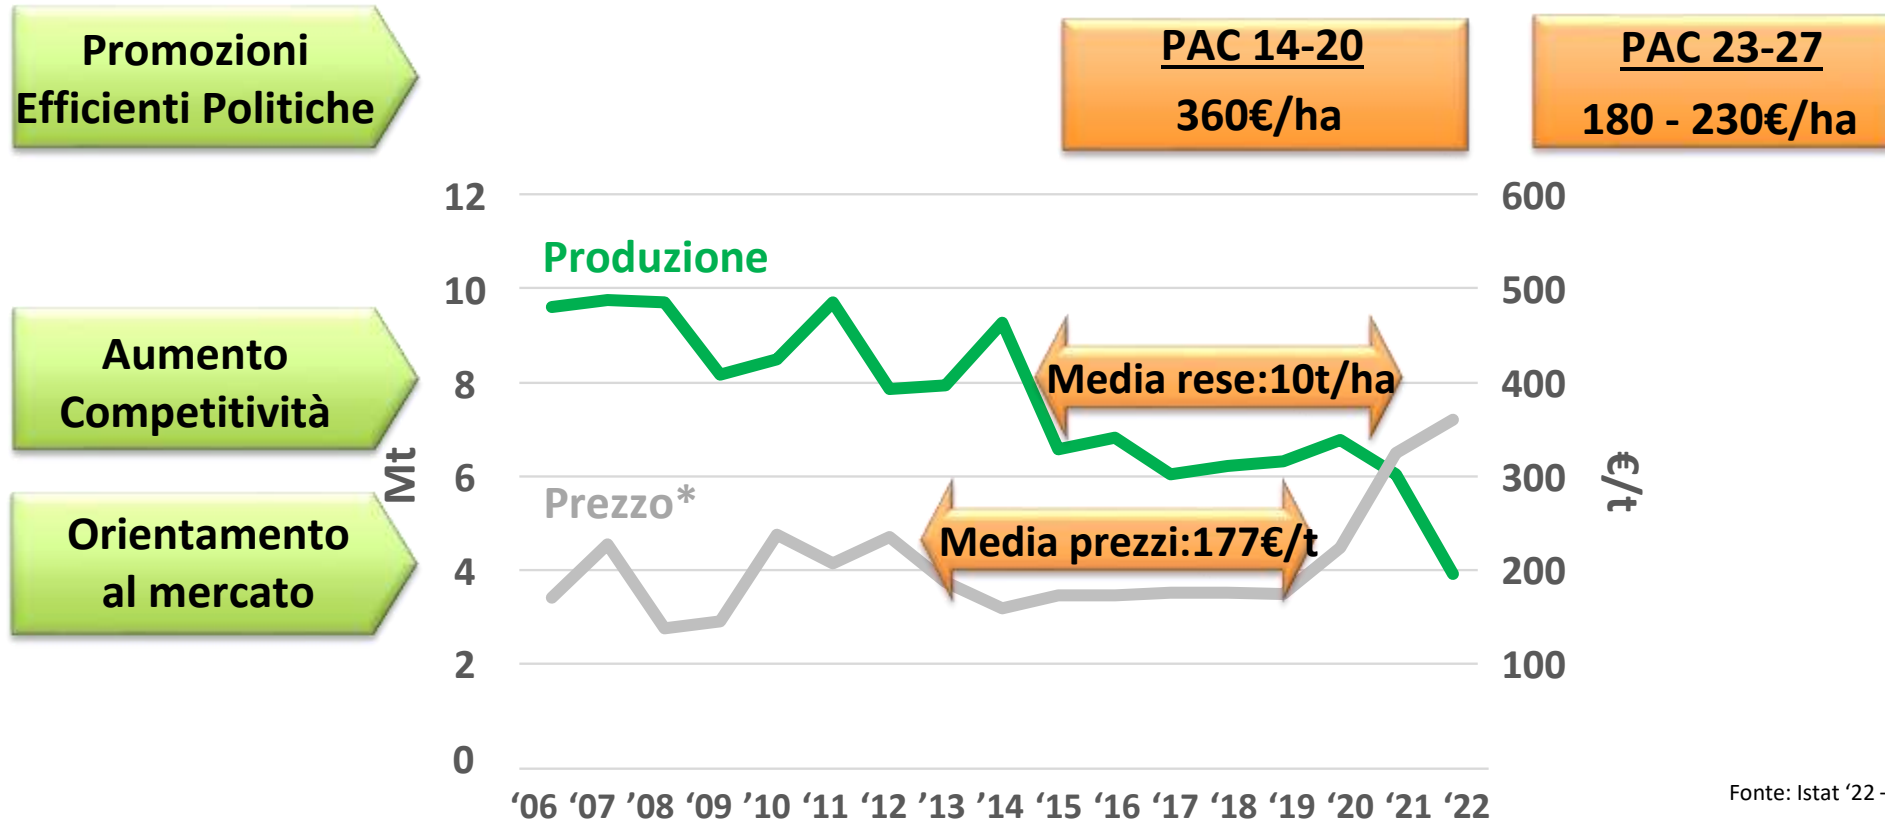 Promozioni
Efficienti Politiche
PAC 14-20
360€/ha
PAC 23-27
180 - 230€/ha
Aumento
Competitività
Orientamento
al mercato
Mt
12
10
8
6
4
2
0
Produzione
Prezzo*
Media rese:10t/ha
Media prezzi:177€/t
600
500
400
300
200
100
€/t
‘06 ‘07 ’08 ‘09 ’10 ‘11 ‘12 ’13 ’14 ‘15 ‘16 ‘17 ‘18 ‘19 ‘20 ‘21 ‘22
Fonte: Istat ‘22 -